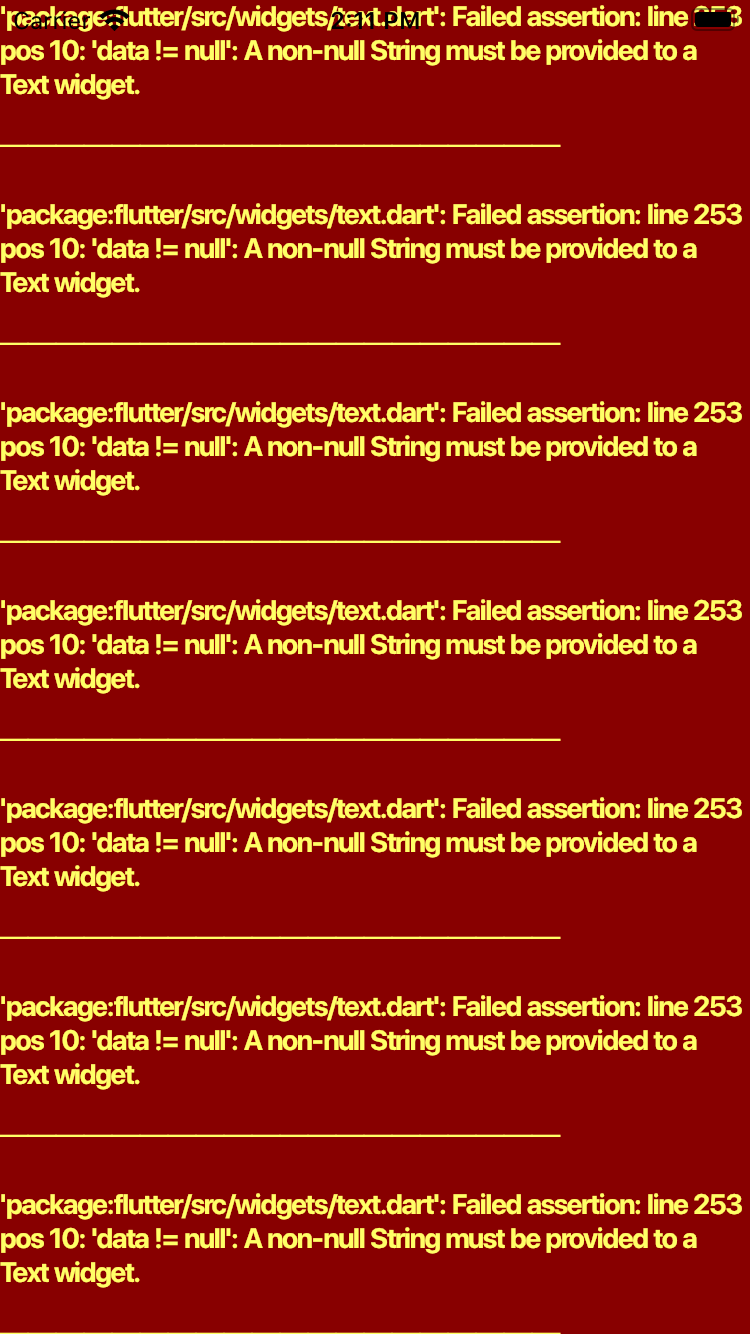 Carrier 2:11 PM
'package:flutter/src/widgets/text.dart': Failed assertion: line 253
pos 10: 'data != null': A non-null String must be provided to a
Text widget.
'package:flutter/src/widgets/text.dart': Failed assertion: line 253
pos 10: 'data != null': A non-null String must be provided to a
Text widget.
'package:flutter/src/widgets/text.dart': Failed assertion: line 253
pos 10: 'data != null': A non-null String must be provided to a
Text widget.
'package:flutter/src/widgets/text.dart': Failed assertion: line 253
pos 10: 'data != null': A non-null String must be provided to a
Text widget.
'package:flutter/src/widgets/text.dart': Failed assertion: line 253
pos 10: 'data != null': A non-null String must be provided to a
Text widget.
'package:flutter/src/widgets/text.dart': Failed assertion: line 253
pos 10: 'data != null': A non-null String must be provided to a
Text widget.
'package:flutter/src/widgets/text.dart': Failed assertion: line 253
pos 10: 'data != null': A non-null String must be provided to a
Text widget.